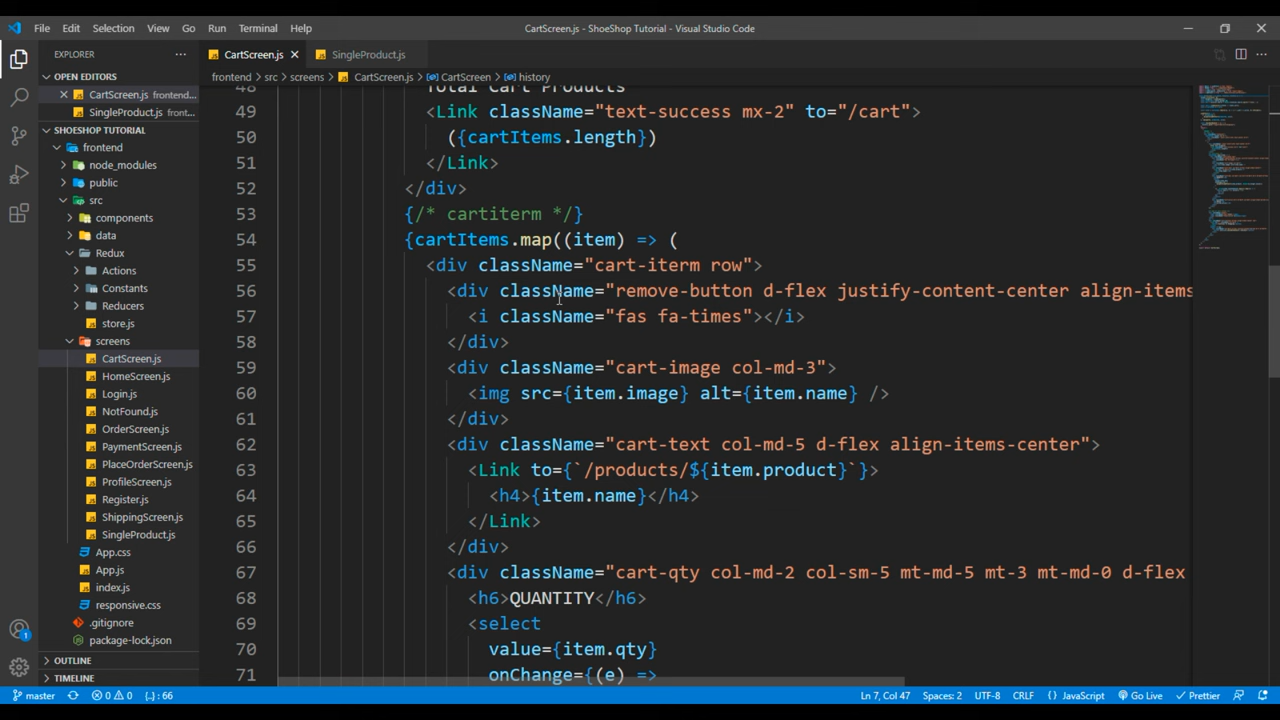 File Edit Selection View Go Run Terminal Help CartScreen.js - ShoeShop Tutorial - Visual Studio Code
EXPLORER
OPEN EDITORS
CartScreen.js frontend...
SingleProduct.js front...
SHOESHOP TUTORIAL
frontend
node_modules
public
src
components
data
Redux
Actions
Constants
Reducers
store.js
screens
CartScreen.js
HomeScreen.js
Login.js
NotFound.js
OrderScreen.js
PaymentScreen.js
PlaceOrderScreen.js
ProfileScreen.js
Register.js
ShippingScreen.js
SingleProduct.js
App.css
App.js
index.js
responsive.css
.gitignore
package-lock.json
OUTLINE
TIMELINE
CartScreen.js SingleProduct.js
frontend > src > screens > CartScreen.js > CartScreen > history
48 Total Cart Products
49 <Link className="text-success mx-2" to="/cart">
50 ({cartItems.length})
51 </Link>
52 </div>
53 {/* cartiterm */}
54 {cartItems.map((item) => (
55 <div className="cart-iterm row">
56 <div className="remove-button d-flex justify-content-center align-items
57 <i className="fas fa-times"></i>
58 </div>
59 <div className="cart-image col-md-3">
60 <img src={item.image} alt={item.name} />
61 </div>
62 <div className="cart-text col-md-5 d-flex align-items-center">
63 <Link to={`/products/${item.product}`}>
64 <h4>{item.name}</h4>
65 </Link>
66 </div>
67 <div className="cart-qty col-md-2 col-sm-5 mt-md-5 mt-3 mt-md-0 d-flex
68 <h6>QUANTITY</h6>
69 <select
70 value={item.qty}
71 onChange={(e) =>
1
master 0 0 {..} : 66 Ln 7, Col 47 Spaces: 2 UTF-8 CRLF {} JavaScript Go Live Prettier